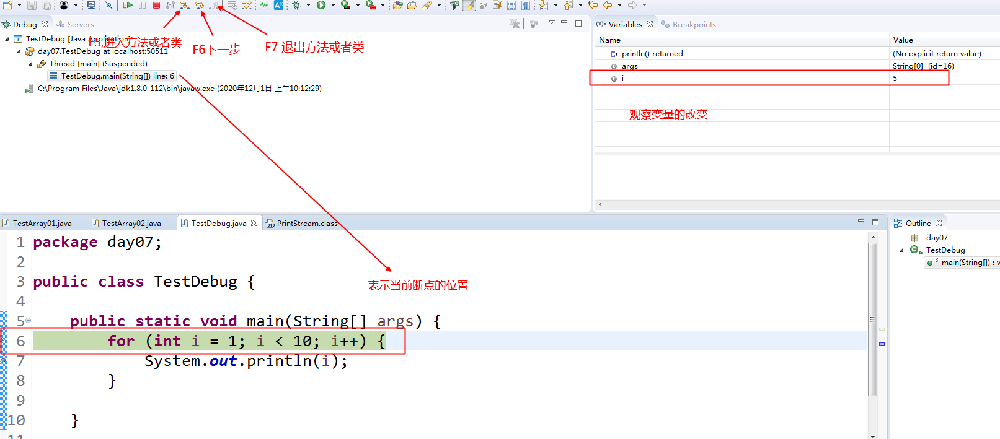 Debug
Servers
TestDebug [Java Application]
F5,进入方法或者类
F6下一步
F7 退出方法或者类
day07.TestDebug at localhost:50511
Thread [main] (Suspended)
TestDebug.main(String[]) line: 6
C:\Program Files\Java\jdk1.8.0_112\bin\javaw.exe (2020年12月1日 上午10:12:29)
(x)= Variables
Breakpoints
Name Value
println() returned (No explicit return value)
args String[0] (id=16)
i 5
观察变量的改变
TestArray01.java
TestArray02.java
TestDebug.java
PrintStream.class
1 package day07;
2
3 public class TestDebug {
4
5 public static void main(String[] args) {
6 for (int i = 1; i < 10; i++) {
7 System.out.println(i);
8 }
9
10 }
11
表示当前断点的位置
Outline
day07
TestDebug
main(String[]) : v